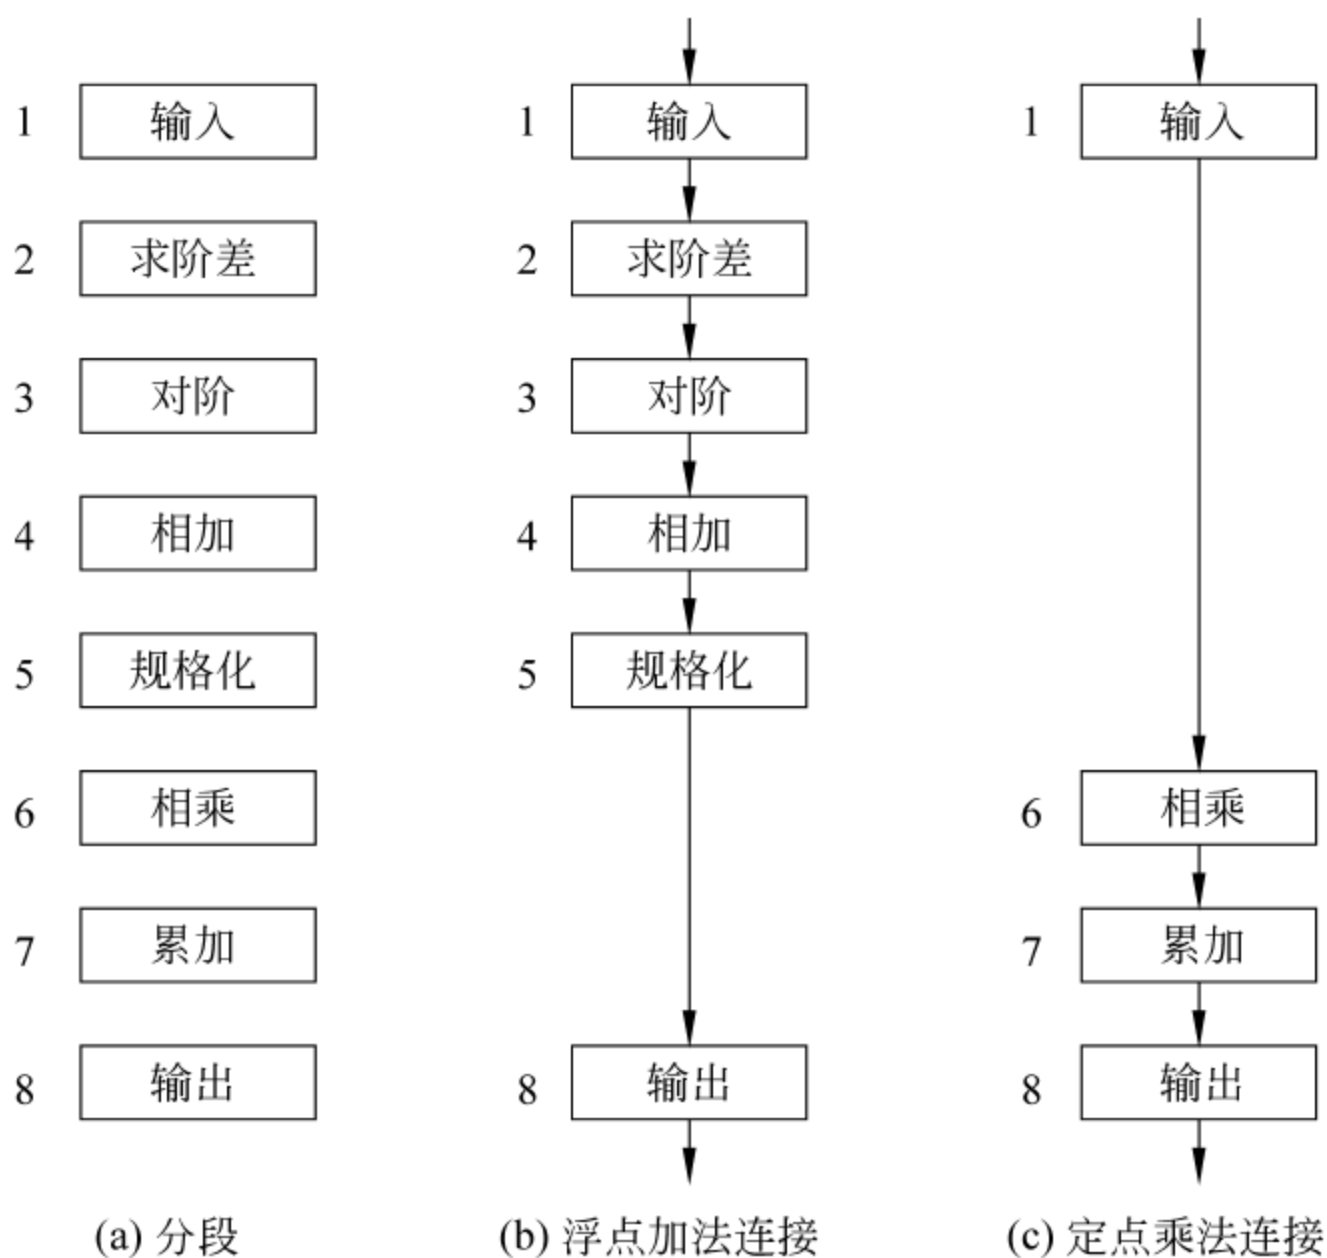 1 输入 1 输入 1 输入
2 求阶差 2 求阶差
3 对阶 3 对阶
4 相加 4 相加
5 规格化 5 规格化
6 相乘 6 相乘
7 累加 7 累加
8 输出 8 输出 8 输出
(a) 分段 (b) 浮点加法连接 (c) 定点乘法连接